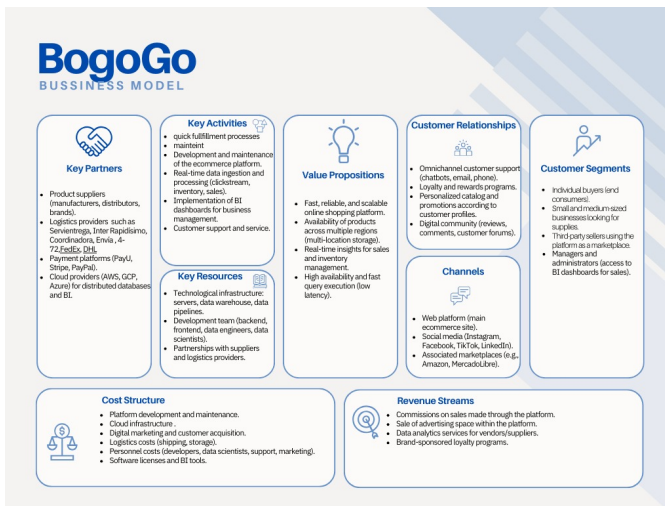 BogoGo
BUSSINESS MODEL
Key Partners
• Product suppliers
(manufacturers, distributors,
brands).
• Logistics providers such as
Servientrega, Inter Rapidísimo,
Coordinadora, Envía , 4-
72,FedEx, DHL
• Payment platforms (PayU,
Stripe, PayPal).
• Cloud providers (AWS, GCP,
Azure) for distributed databases
and BI.
Key Activities
• quick fullfillment processes
• mainteint
• Development and maintenance
of the ecommerce platform.
• Real-time data ingestion and
processing (clickstream,
inventory, sales).
• Implementation of BI
dashboards for business
management.
• Customer support and service.
Key Resources
• Technological infrastructure:
servers, data warehouse, data
pipelines.
• Development team (backend,
frontend, data engineers, data
scientists).
• Partnerships with suppliers
and logistics providers.
Value Propositions
• Fast, reliable, and scalable
online shopping platform.
• Availability of products
across multiple regions
(multi-location storage).
• Real-time insights for sales
and inventory
management.
• High availability and fast
query execution (low
latency).
Customer Relationships
• Omnichannel customer support
(chatbots, email, phone).
• Loyalty and rewards programs.
• Personalized catalog and
promotions according to
customer profiles.
• Digital community (reviews,
comments, customer forums).
Channels
• Web platform (main
ecommerce site).
• Social media (Instagram,
Facebook, TikTok, LinkedIn).
• Associated marketplaces (e.g.,
Amazon, MercadoLibre).
Customer Segments
• Individual buyers (end
consumers).
• Small and medium-sized
businesses looking for
supplies.
• Third-party sellers using the
platform as a marketplace.
• Managers and
administrators (access to
BI dashboards for sales).
Cost Structure
• Platform development and maintenance.
• Cloud infrastructure .
• Digital marketing and customer acquisition.
• Logistics costs (shipping, storage).
• Personnel costs (developers, data scientists, support, marketing).
• Software licenses and BI tools.
Revenue Streams
• Commissions on sales made through the platform.
• Sale of advertising space within the platform.
• Data analytics services for vendors/suppliers.
• Brand-sponsored loyalty programs.